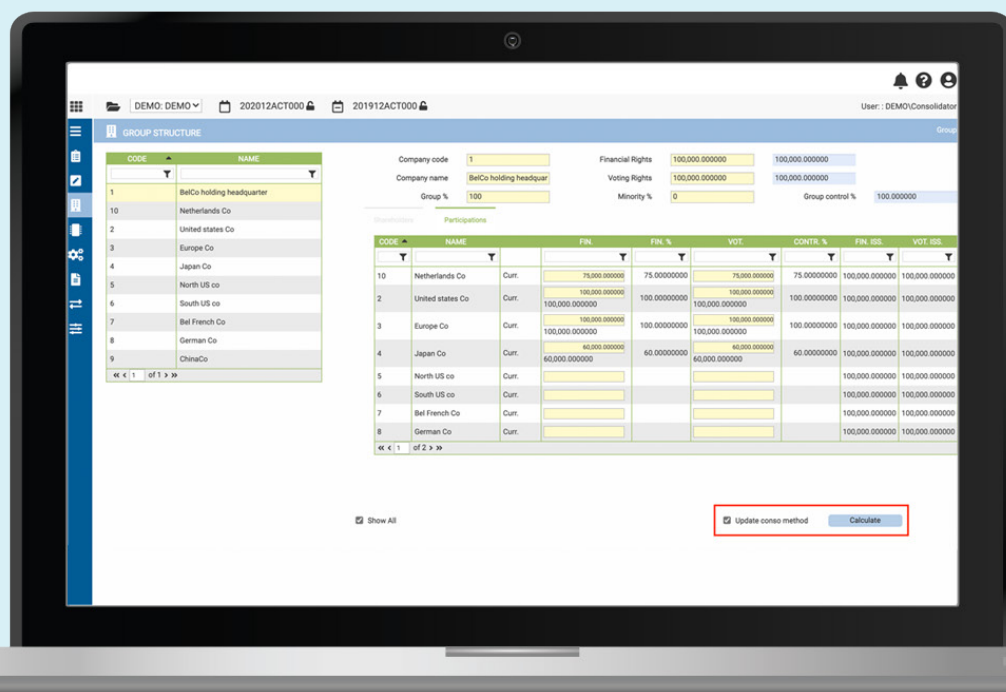 DEMO: DEMO 202012ACT000 201912ACT000 User: : DEMO\Consolidator
GROUP STRUCTURE Group
CODE NAME
1 BelCo holding headquarter
10 Netherlands Co
2 United states Co
3 Europe Co
4 Japan Co
5 North US co
6 South US co
7 Bel French Co
8 German Co
9 ChinaCo
1 of 1
Company code 1 Financial Rights 100,000.000000 100,000.000000
Company name BelCo holding headquar Voting Rights 100,000.000000 100,000.000000
Group % 100 Minority % 0 Group control % 100.000000
Shareholders Participations
CODE NAME FIN. FIN. % VOT. CONTR. % FIN. ISS. VOT. ISS.
10 Netherlands Co Curr. 75,000.000000 75.00000000 75,000.000000 75.00000000 100,000.000000 100,000.000000
100,000.000000 100,000.000000
2 United states Co Curr. 100.00000000 100.00000000 100,000.000000 100,000.000000
100,000.000000 100,000.000000
100,000.000000 100,000.000000
3 Europe Co Curr. 100.00000000 100.00000000 100,000.000000 100,000.000000
100,000.000000 100,000.000000
60,000.000000 60,000.000000
4 Japan Co Curr. 60.00000000 60.00000000 100,000.000000 100,000.000000
60,000.000000 60,000.000000
5 North US co Curr. 100,000.000000 100,000.000000
6 South US co Curr. 100,000.000000 100,000.000000
7 Bel French Co Curr. 100,000.000000 100,000.000000
8 German Co Curr. 100,000.000000 100,000.000000
1 of 2
Show All Update conso method Calculate